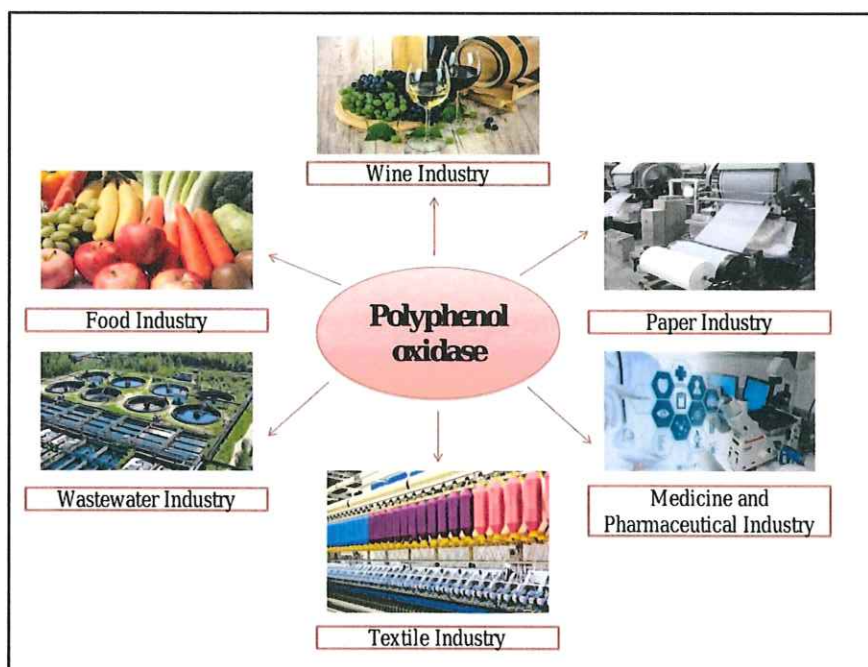 Wine Industry
Food Industry
Paper Industry
Polyphenol
oxidase
Wastewater Industry
Medicine and
Pharmaceutical Industry
Textile Industry